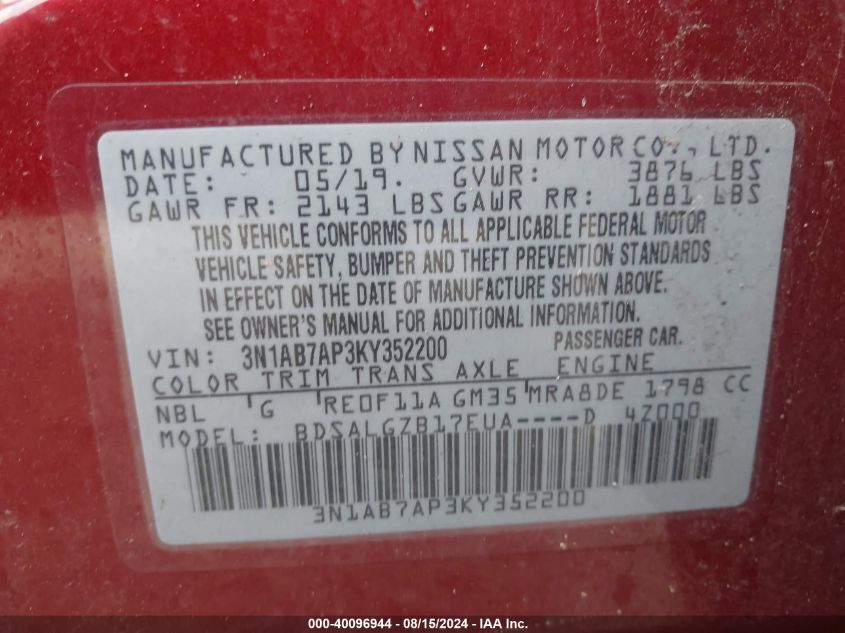 MANUFACTURED BY NISSAN MOTOR CO., LTD.
DATE: 05/19. GVWR: 3876 LBS
GAWR FR: 2143 LBS GAWR RR: 1881 LBS
THIS VEHICLE CONFORMS TO ALL APPLICABLE FEDERAL MOTOR
VEHICLE SAFETY, BUMPER AND THEFT PREVENTION STANDARDS
IN EFFECT ON THE DATE OF MANUFACTURE SHOWN ABOVE.
SEE OWNER'S MANUAL FOR ADDITIONAL INFORMATION.
VIN: 3N1AB7AP3KY352200 PASSENGER CAR.
COLOR TRIM TRANS AXLE ENGINE
NBL G RE0F11A GM35 MRA8DE 1798 CC
MODEL: BDSALGZB17EUA----D 4Z000
3N1AB7AP3KY352200
000-40096944 - 08/15/2024 - IAA Inc.